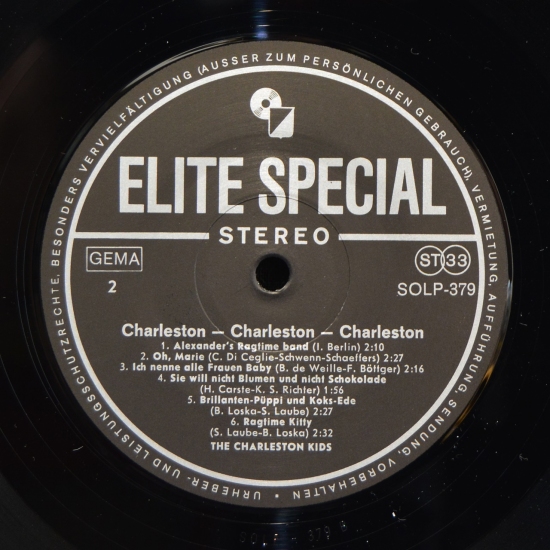 URHEBER- UND LEISTUNGSSCHUTZRECHTE, BESONDERS VERVIELFÄLTIGUNG (AUSSER ZUM PERSÖNLICHEN GEBRAUCH), VERMIETUNG, AUFFÜHRUNG, SENDUNG, VORBEHALTEN •
ELITE SPECIAL
STEREO
GEMA
ST 33
2
SOLP-379
Charleston — Charleston — Charleston
1. Alexander's Ragtime band (I. Berlin) 2:10
2. Oh, Marie (C. Di Ceglie-Schwenn-Schaeffers) 2:27
3. Ich nenne alle Frauen Baby (B. de Weille-F. Böttger) 2:16
4. Sie will nicht Blumen und nicht Schokolade
(H. Carste-K. S. Richter) 1:56
5. Brillanten-Püppi und Koks-Ede
(B. Loska-S. Laube) 2:27
6. Ragtime Kitty
(S. Laube-B. Loska) 2:32
THE CHARLESTON KIDS